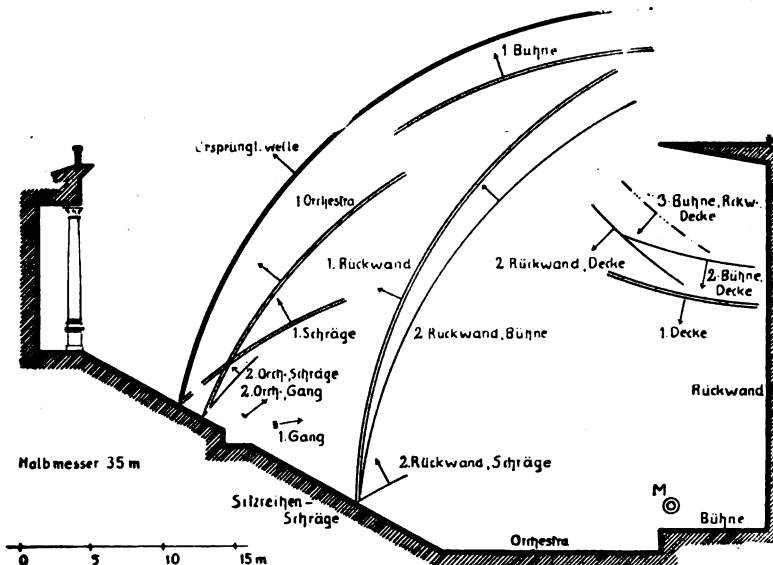 1 Bühne
Ursprüngl. welle
1 Orchestra
3. Bühne, Rckw-
Decke
1. Rückwand
2 Rückwand, Decke
2. Bühne,
Decke
1. Schräge
2 Rückwand, Bühne
1. Decke
2. Orch-, Schräge
2. Orch-, Gang
Rückwand
1. Gang
Halbmesser 35 m
2. Rückwand, Schräge
Sitzreihen-
Schräge
M
Bühne
Orchestra
0 5 10 15 m